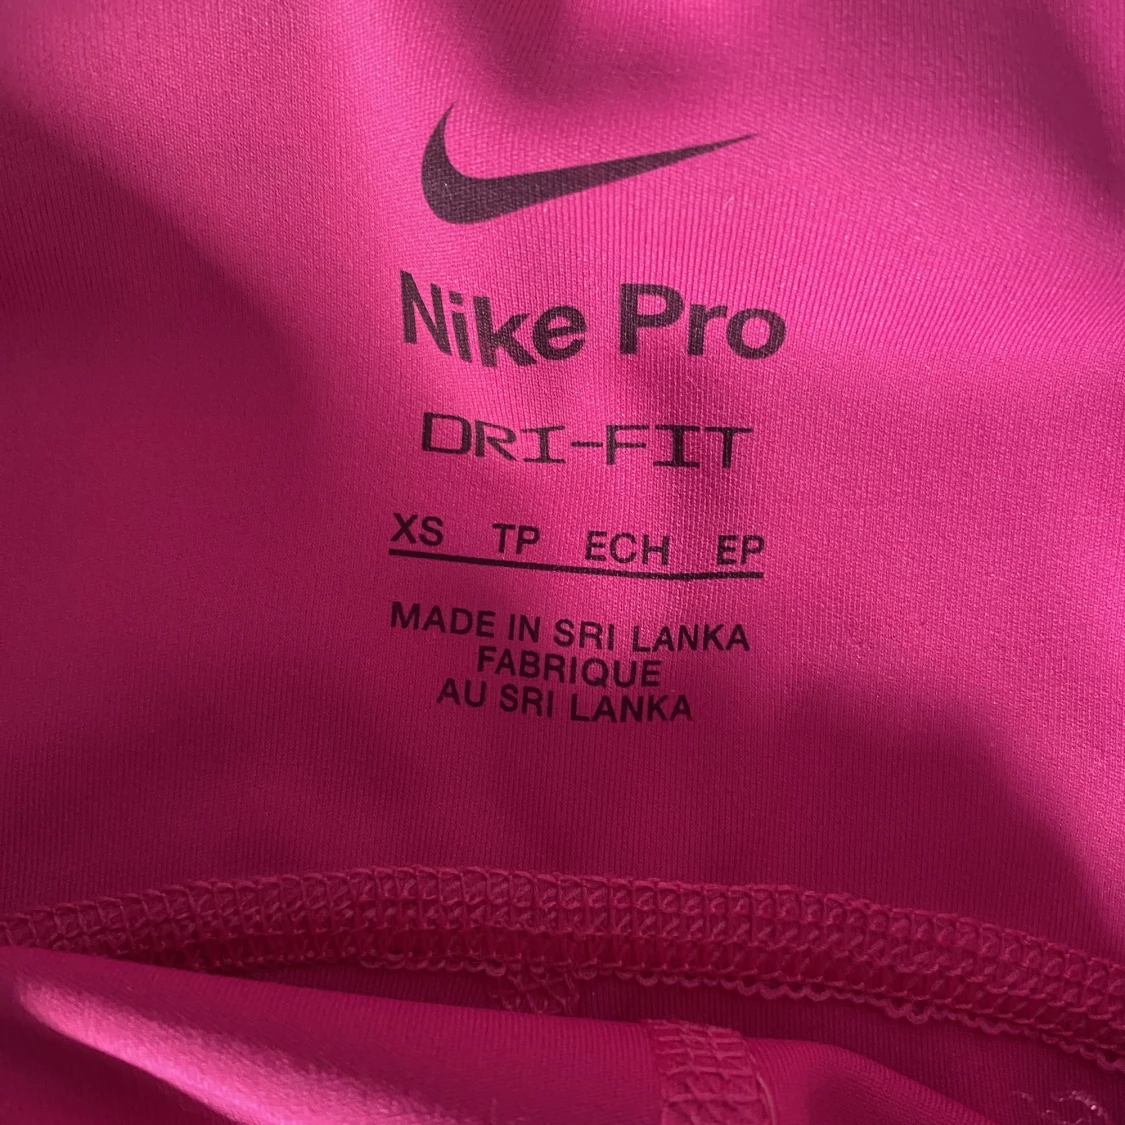 Nike Pro
DRI-FIT
XS TP ECH EP
MADE IN SRI LANKA
FABRIQUE
AU SRI LANKA